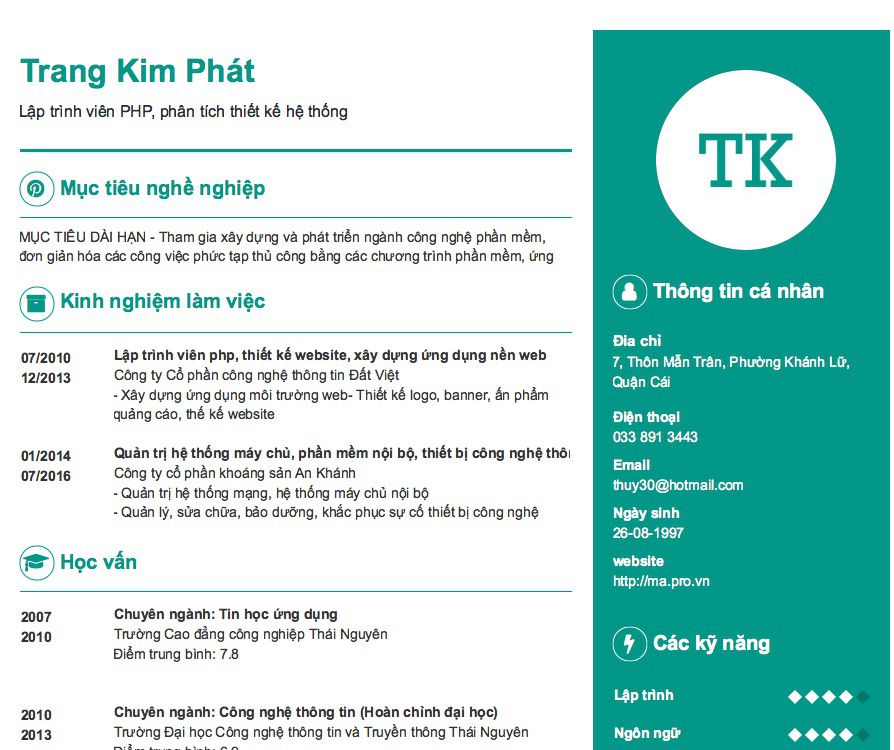 Trang Kim Phát
Lập trình viên PHP, phân tích thiết kế hệ thống
Mục tiêu nghề nghiệp
MỤC TIÊU DÀI HẠN - Tham gia xây dựng và phát triển ngành công nghệ phần mềm,
đơn giản hóa các công việc phức tạp thủ công bằng các chương trình phần mềm, ứng
Kinh nghiệm làm việc
07/2010
12/2013
Lập trình viên php, thiết kế website, xây dựng ứng dụng nền web
Công ty Cổ phần công nghệ thông tin Đất Việt
- Xây dựng ứng dụng môi trường web- Thiết kế logo, banner, ấn phẩm
quảng cáo, thế kế website
01/2014
07/2016
Quản trị hệ thống máy chủ, phần mềm nội bộ, thiết bị công nghệ
Công ty cổ phần khoáng sản An Khánh
- Quản trị hệ thống mạng, hệ thống máy chủ nội bộ
- Quản lý, sửa chữa, bảo dưỡng, khắc phục sự cố thiết bị công nghệ
Học vấn
2007
2010
Chuyên ngành: Tin học ứng dụng
Trường Cao đẳng công nghiệp Thái Nguyên
Điểm trung bình: 7.8
2010
2013
Chuyên ngành: Công nghệ thông tin (Hoàn chỉnh đại học)
Trường Đại học Công nghệ thông tin và Truyền thông Thái Nguyên
TK
Thông tin cá nhân
Đia chỉ
7, Thôn Mẫn Trân, Phường Khánh Lữ,
Quận Cái
Điện thoại
033 891 3443
Email
thuy30@hotmail.com
Ngày sinh
26-08-1997
website
http://ma.pro.vn
Các kỹ năng
Lập trình
Ngôn ngữ